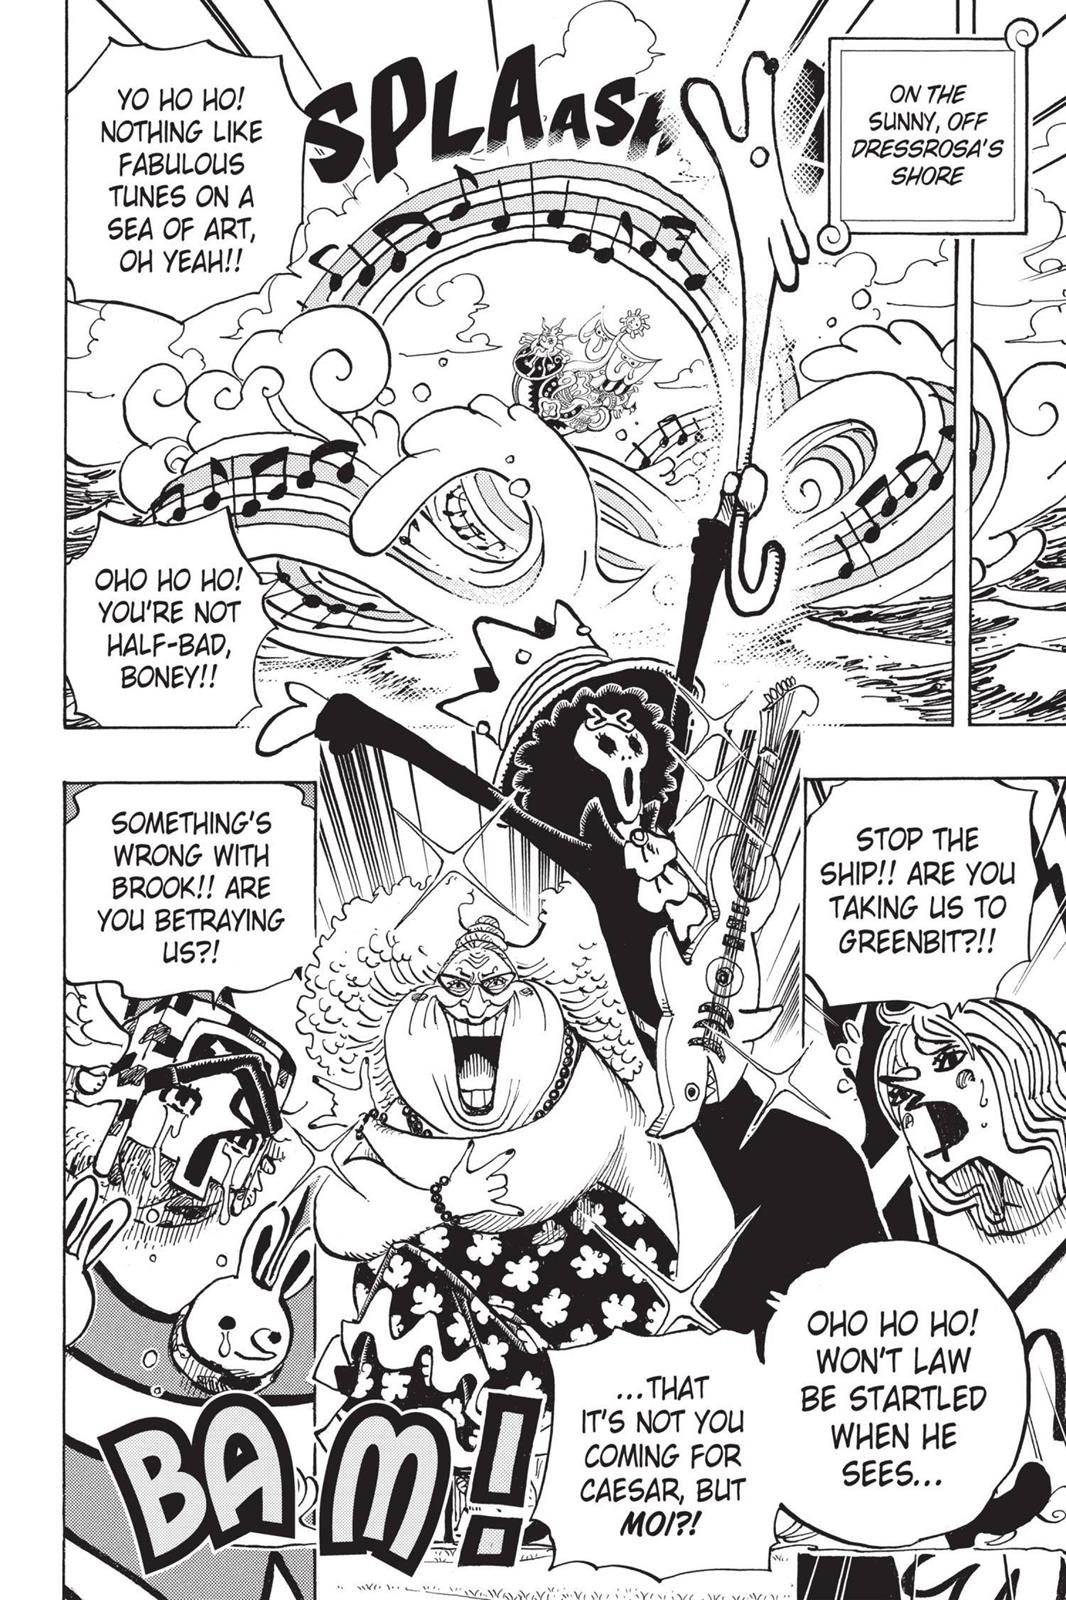 ON THE
SUNNY, OFF
DRESSROSA'S
SHORE
SPLAASH
YO HO HO!
NOTHING LIKE
FABULOUS
TUNES ON A
SEA OF ART,
OH YEAH!!
OHO HO HO!
YOU'RE NOT
HALF-BAD,
BONEY!!
STOP THE
SHIP!! ARE YOU
TAKING US TO
GREENBIT?!!
SOMETHING'S
WRONG WITH
BROOK!! ARE
YOU BETRAYING
US?!
OHO HO HO!
WON'T LAW
BE STARTLED
WHEN HE
SEES...
...THAT
IT'S NOT YOU
COMING FOR
CAESAR, BUT
MOI?!
BAM!